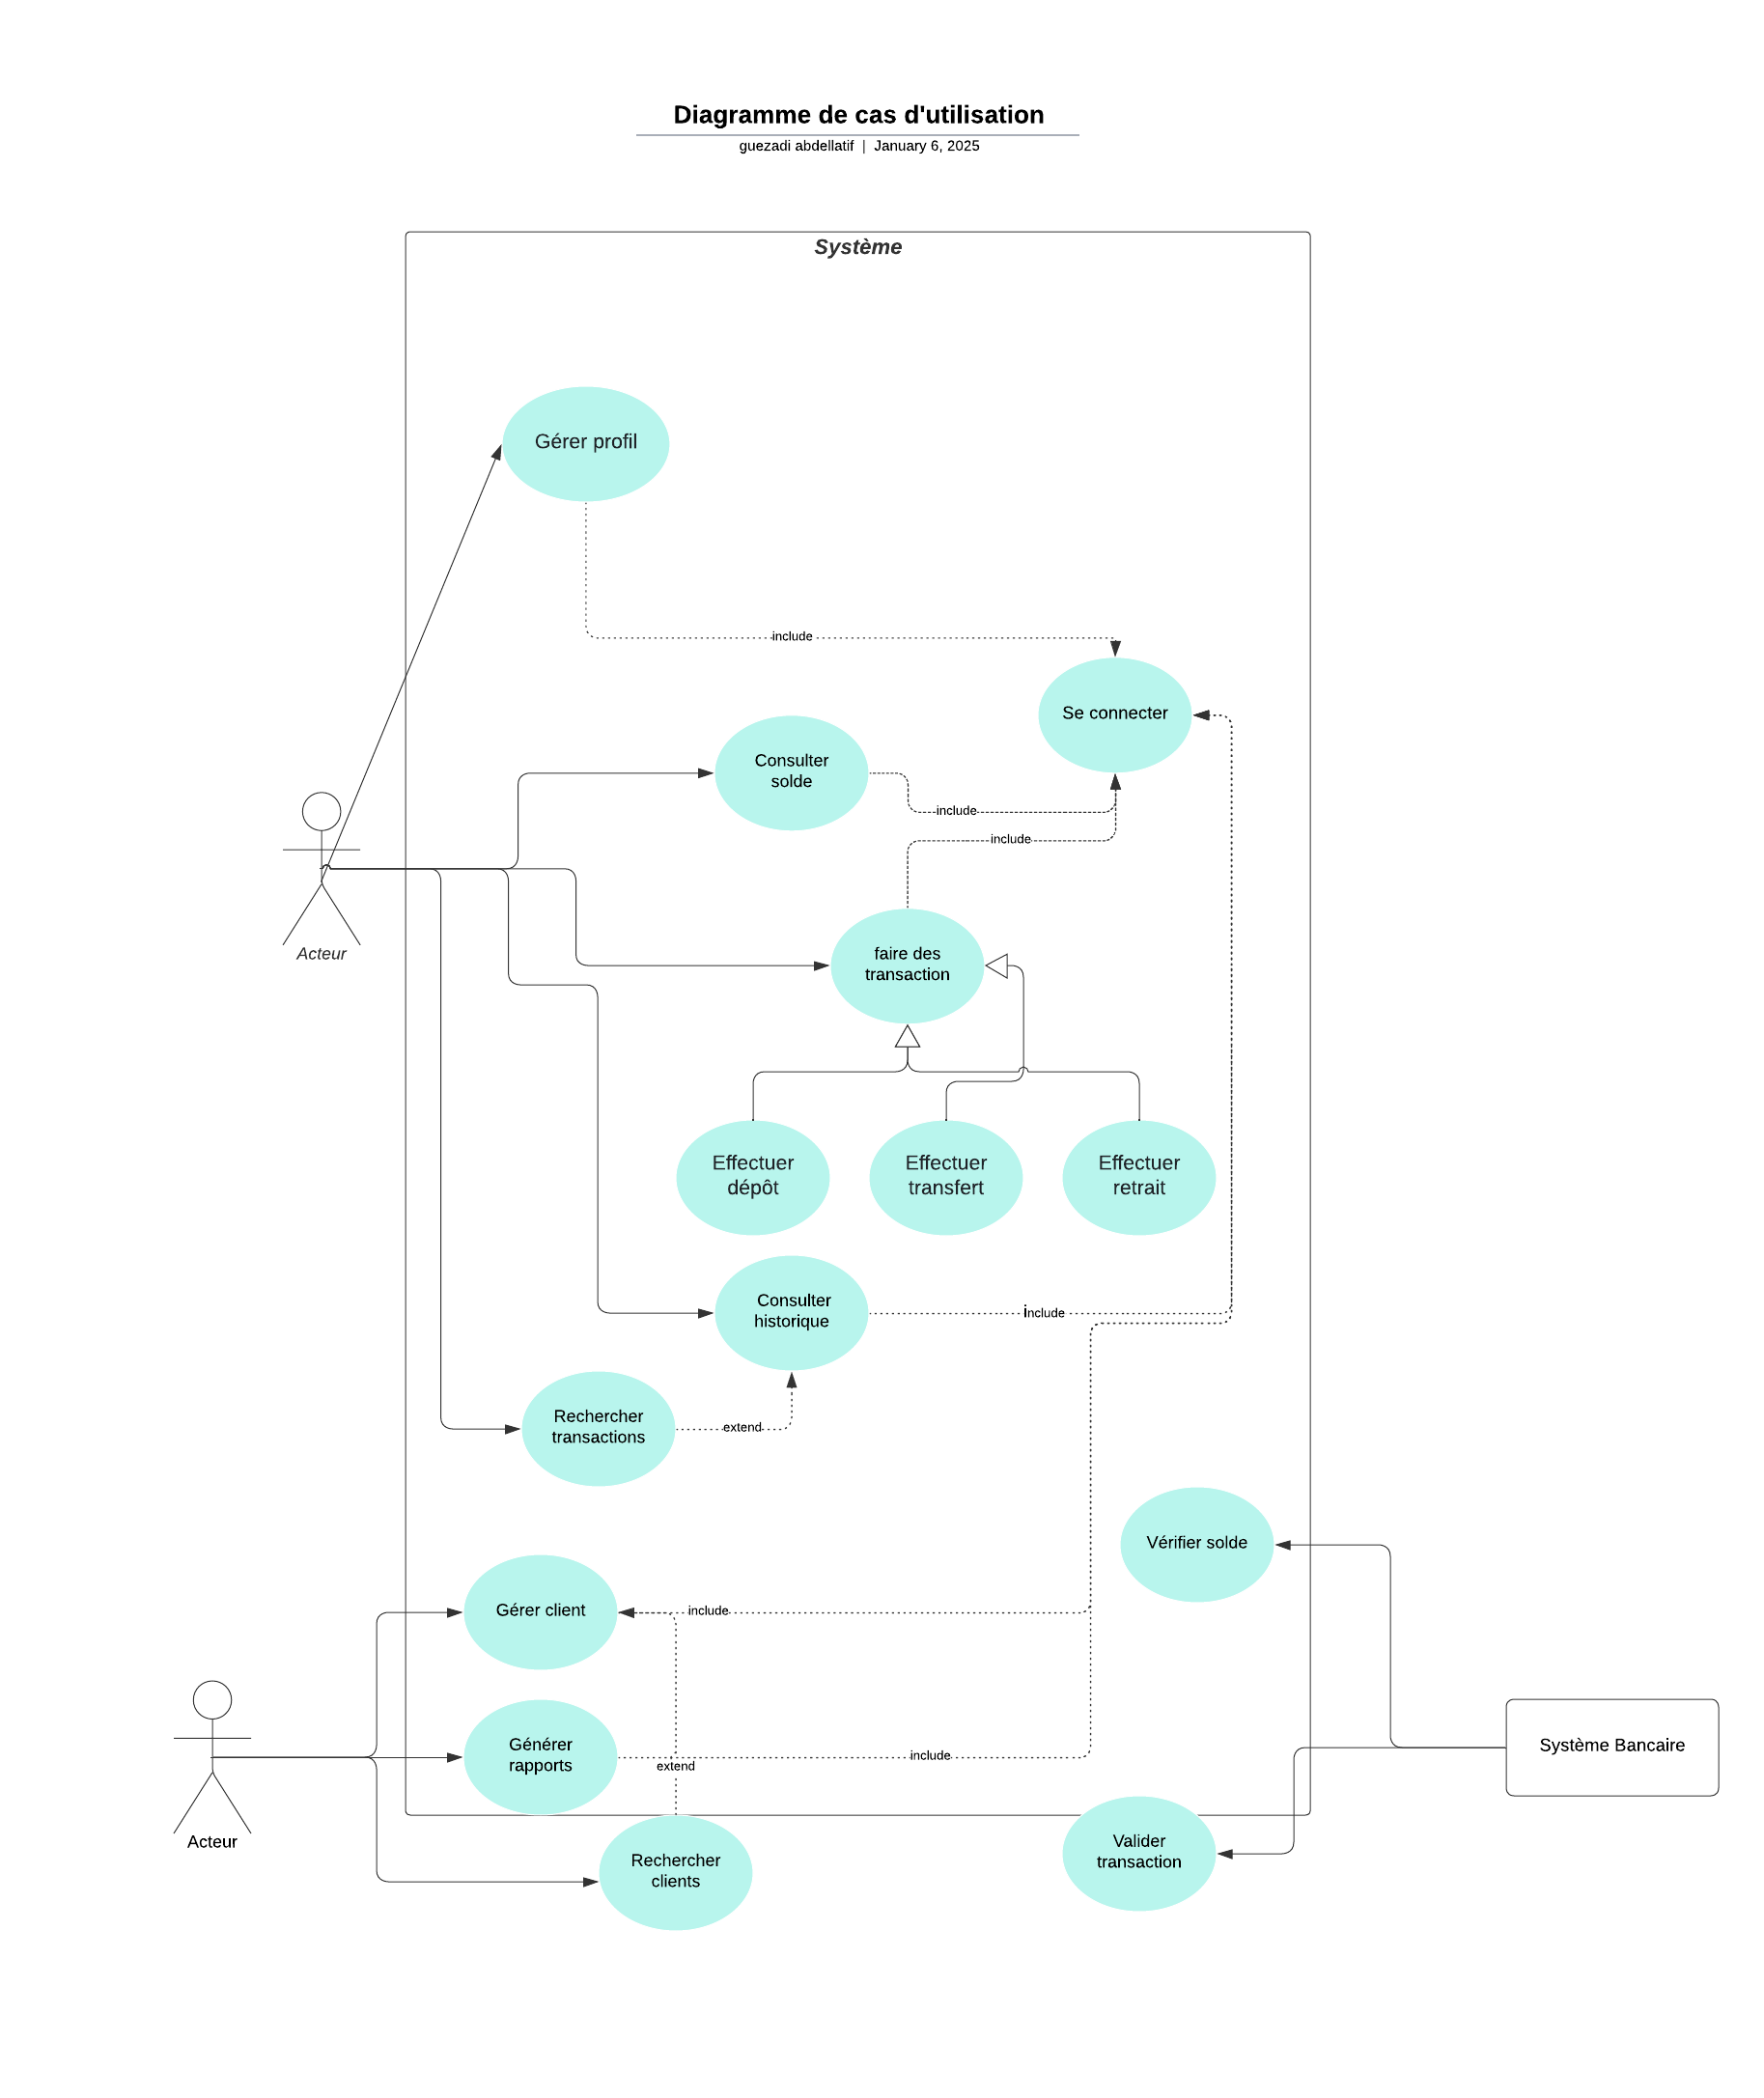 Diagramme de cas d'utilisation
guezadi abdellatif | January 6, 2025
Système
Gérer profil
include
Se connecter
Consulter
solde
include
include
Acteur
faire des
transaction
Effectuer
dépôt
Effectuer
transfert
Effectuer
retrait
Consulter
historique
include
Rechercher
transactions
extend
Vérifier solde
Gérer client
include
Générer
rapports
include
extend
Système Bancaire
Acteur
Rechercher
clients
Valider
transaction